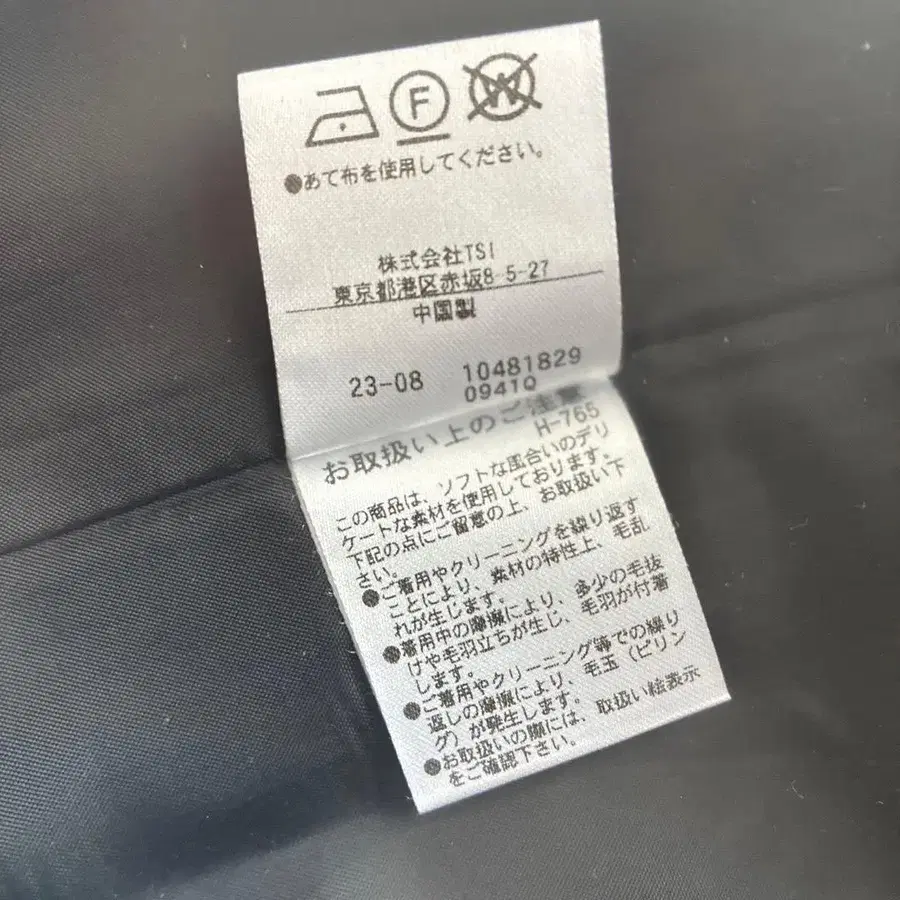 F
W
●あて布を使用してください。
株式会社TSI
東京都港区赤坂8-5-27
中国製
23-08 10481829
0941Q
お取扱い上のご注意
H-765
この商品は、ソフトな風合いのデリ
ケートな素材を使用しております。
下記の点にご留意の上、お取扱い下
さい。
●ご着用やクリーニングを繰り返す
ことにより、素材の特性上、毛乱
れが生じます。
●着用中の摩擦により、多少の毛抜
けや毛羽立ちが生じ、毛羽が付着
します。
●ご着用やクリーニング等での繰り
返しの摩擦により、毛玉（ピリン
グ）が発生します。
●お取扱いの際には、取扱い絵表示
をご確認下さい。